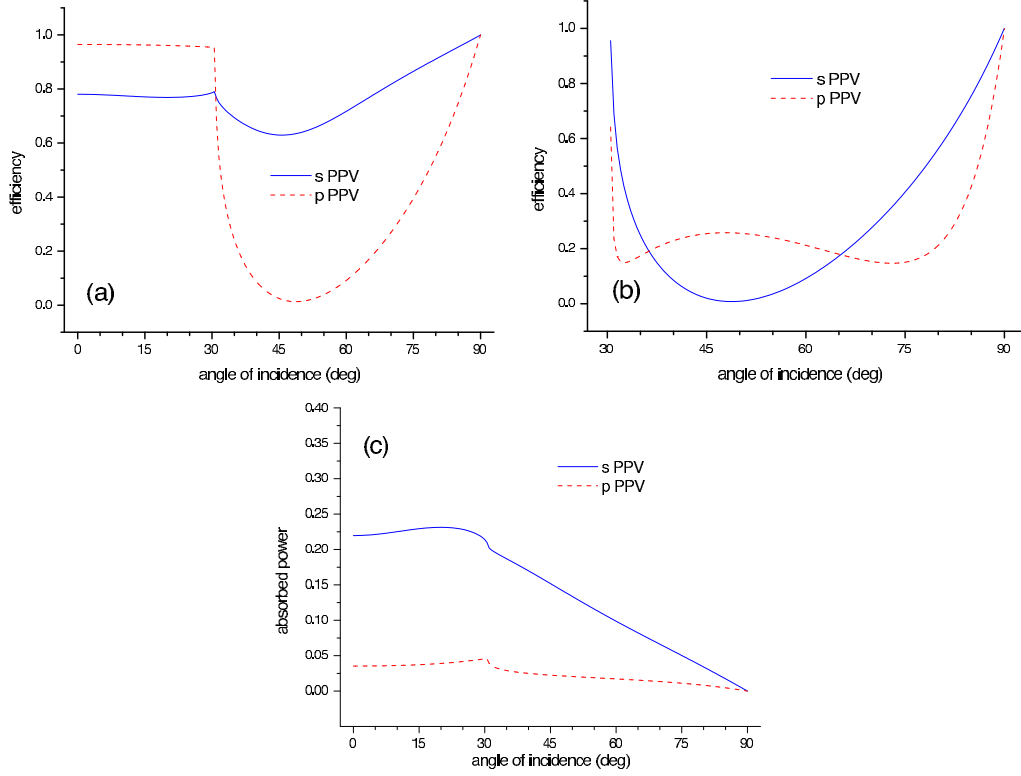 (a)
efficiency
1.0
0.8
0.6
0.4
0.2
0.0
s PPV
p PPV
0 15 30 45 60 75 90
angle of incidence (deg)
(b)
efficiency
1.0
0.8
0.6
0.4
0.2
0.0
s PPV
p PPV
30 45 60 75 90
angle of incidence (deg)
(c)
absorbed power
0.40
0.35
0.30
0.25
0.20
0.15
0.10
0.05
0.00
s PPV
p PPV
0 15 30 45 60 75 90
angle of incidence (deg)